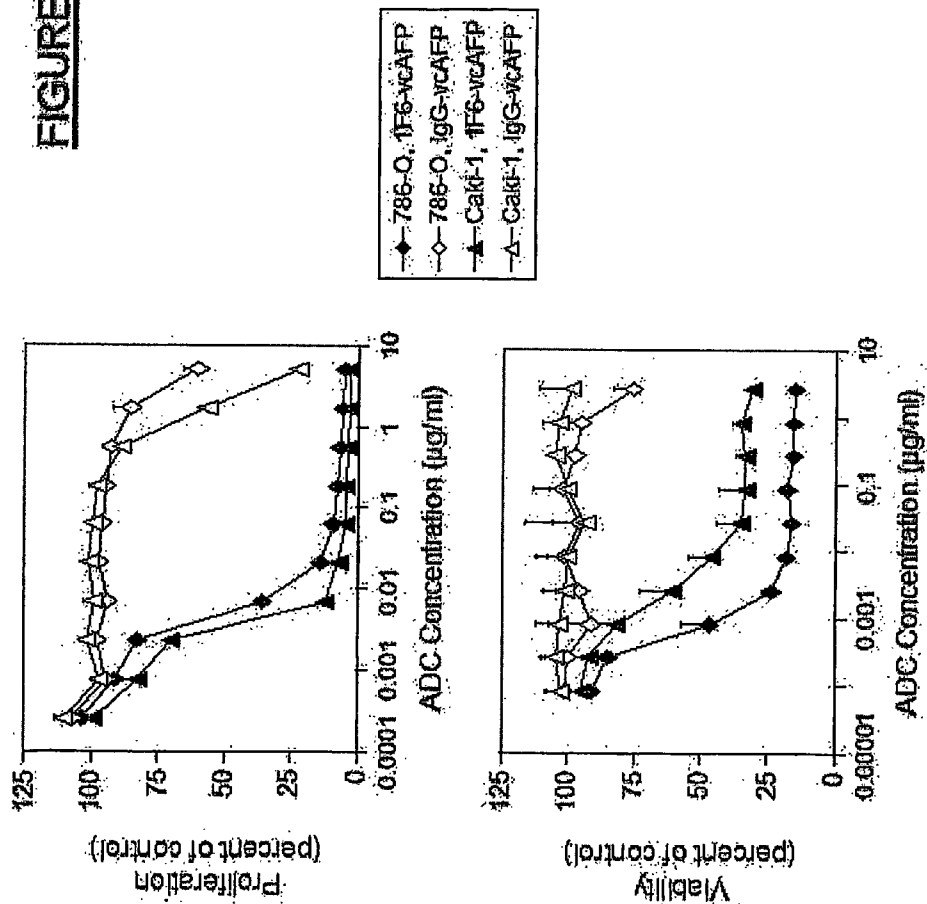 FIGURE
Proliferation
(percent of control)
125
100
75
50
25
0
0.0001
0.001
0.01
0.1
1
10
ADC Concentration (µg/ml)
786-O, 1F6-vcAFP
786-O, IgG-vcAFP
Caki-1, 1F6-vcAFP
Caki-1, IgG-vcAFP
Viability
(percent of control)
125
100
75
50
25
0
0.00001
0.001
0.1
10
ADC Concentration (µg/ml)